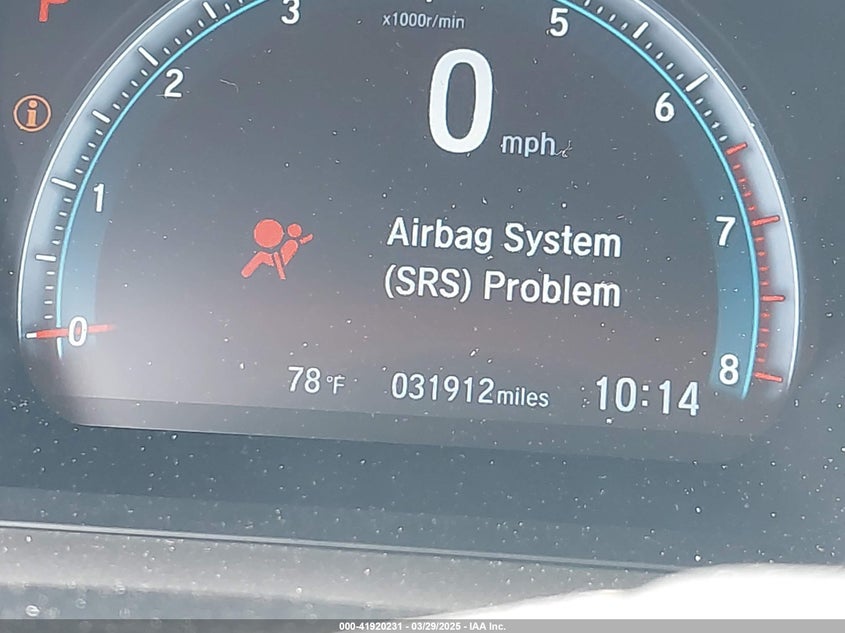 3
x1000r/min
5
2
0 mph
6
1
Airbag System
7
(SRS) Problem
0
78 °F 031912 miles 10:14
8
000-41920231 - 03/29/2025 - IAA Inc.